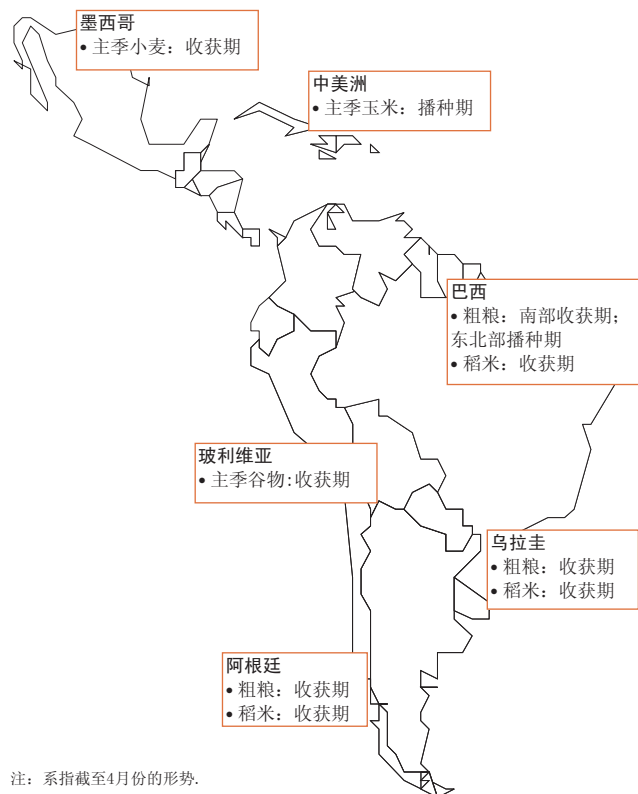 墨西哥
• 主季小麦：收获期
中美洲
• 主季玉米：播种期
巴西
• 粗粮：南部收获期；
东北部播种期
• 稻米：收获期
玻利维亚
• 主季谷物:收获期
乌拉圭
• 粗粮：收获期
• 稻米：收获期
阿根廷
• 粗粮：收获期
• 稻米：收获期
注：系指截至4月份的形势.